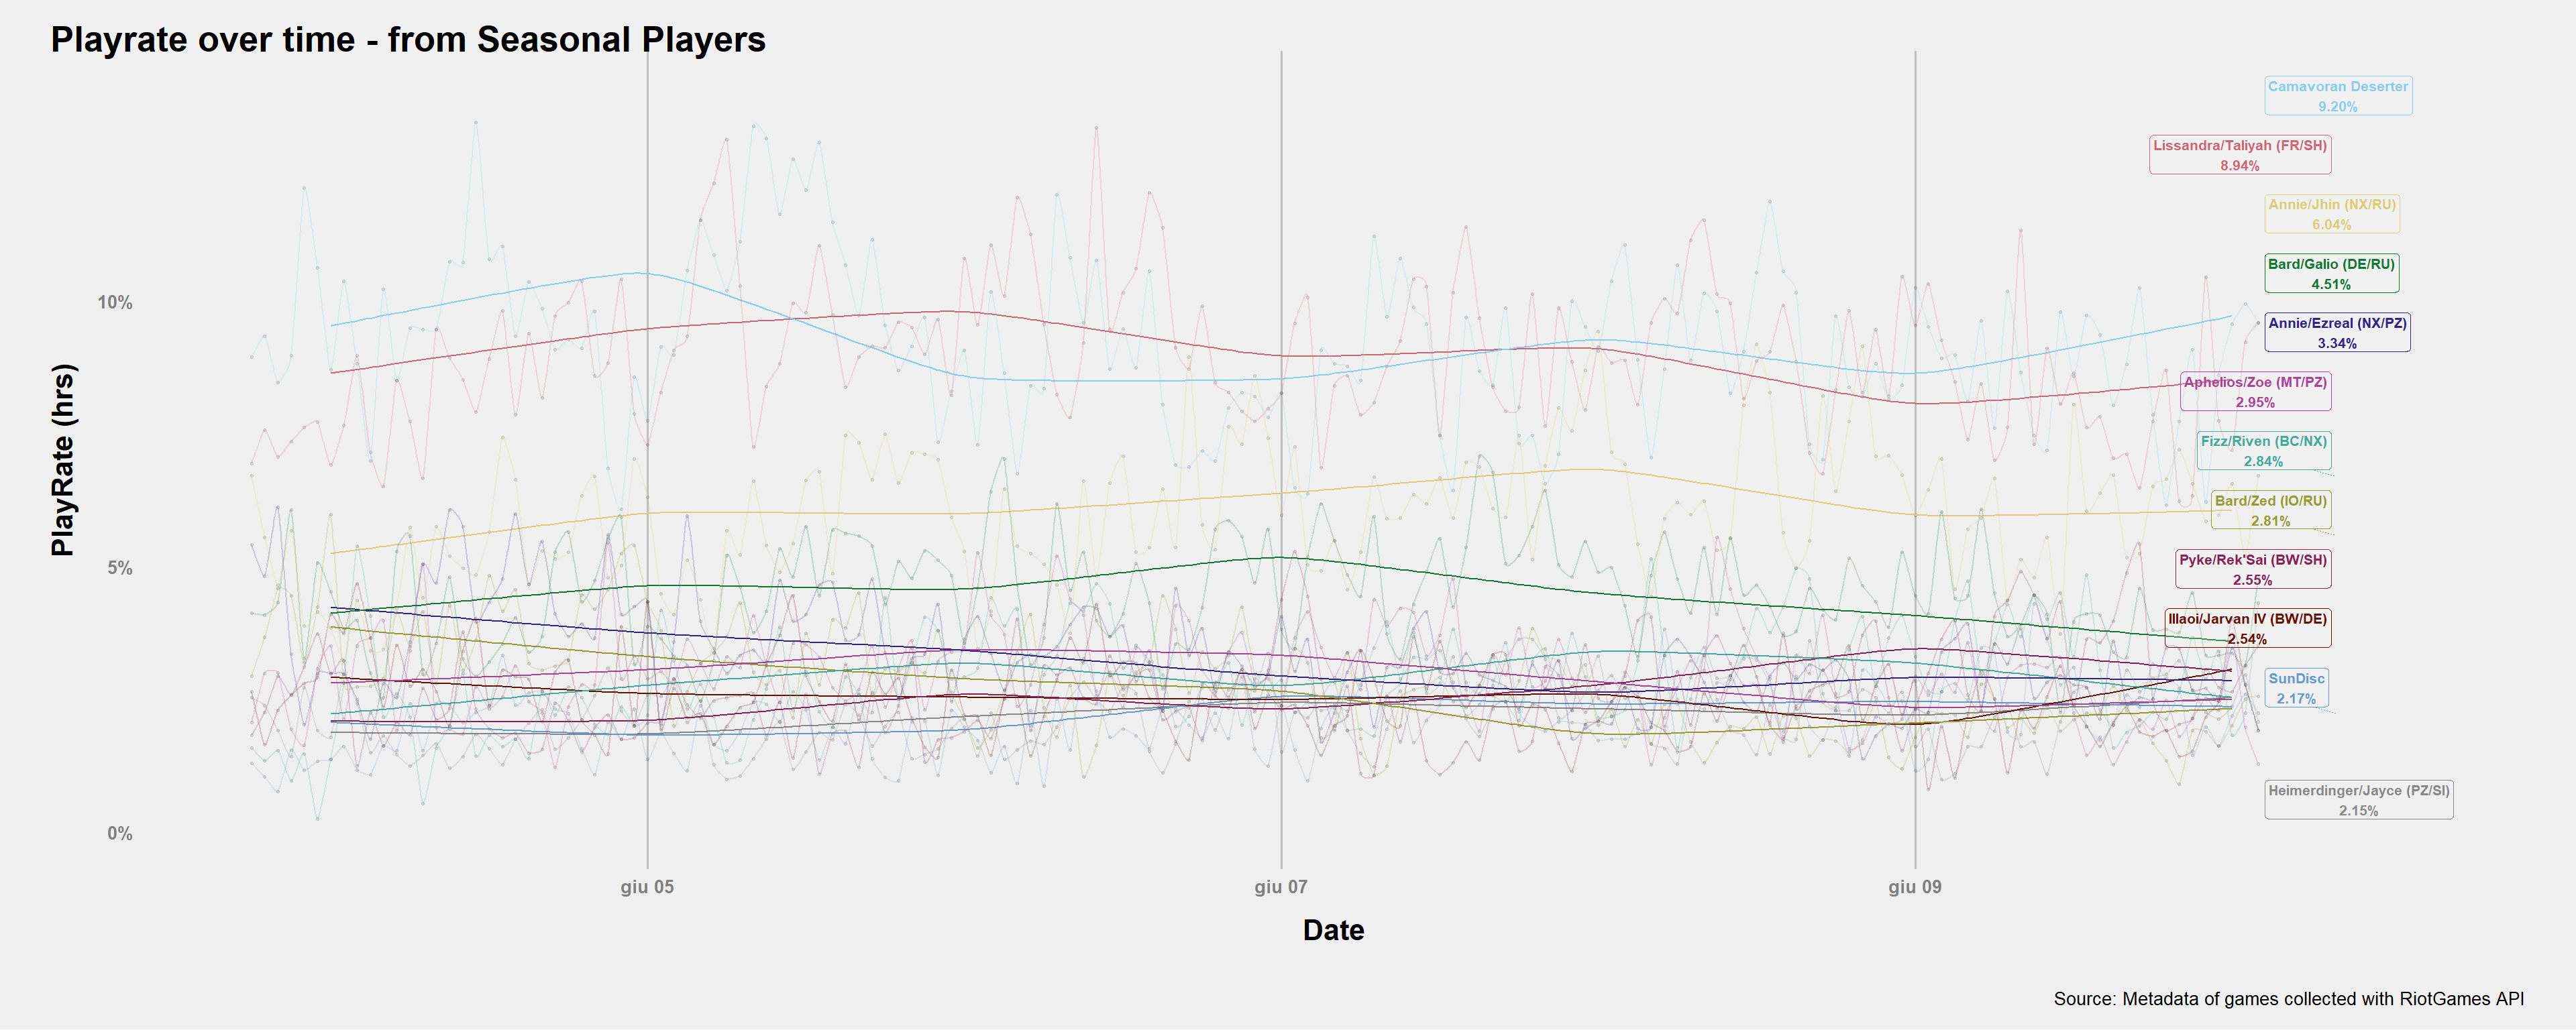 Playrate over time - from Seasonal Players
Camavoran Deserter
9.20%
Lissandra/Taliyah (FR/SH)
8.94%
Annie/Jhin (NX/RU)
6.04%
Bard/Galio (DE/RU)
4.51%
Annie/Ezreal (NX/PZ)
3.34%
Aphelios/Zoe (MT/PZ)
2.95%
Fizz/Riven (BC/NX)
2.84%
Bard/Zed (IO/RU)
2.81%
Pyke/Rek'Sai (BW/SH)
2.55%
Illaoi/Jarvan IV (BW/DE)
2.54%
SunDisc
2.17%
Heimerdinger/Jayce (PZ/SI)
2.15%
10%
5%
0%
PlayRate (hrs)
giu 05
giu 07
giu 09
Date
Source: Metadata of games collected with RiotGames API